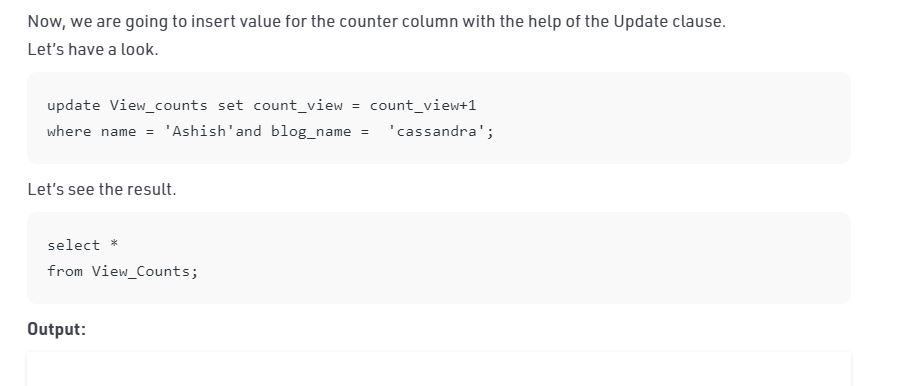 Now, we are going to insert value for the counter column with the help of the Update clause.
Let's have a look.
update View_counts set count_view = count_view+1
where name = 'Ashish'and blog_name =  'cassandra';
Let's see the result.
select *
from View_Counts;
Output: